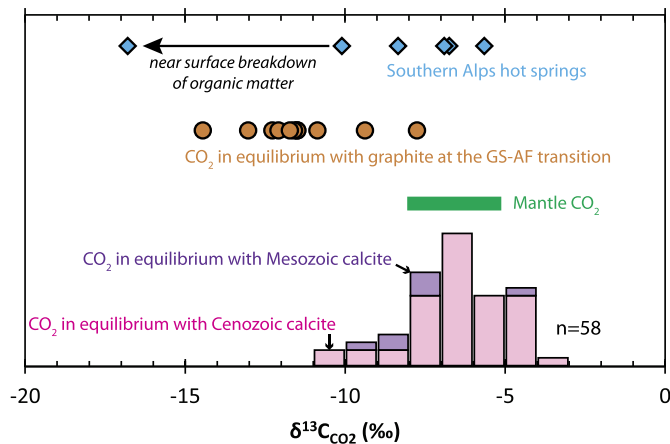 near surface breakdown
of organic matter
Southern Alps hot springs
CO₂ in equilibrium with graphite at the GS-AF transition
Mantle CO₂
CO₂ in equilibrium with Mesozoic calcite
CO₂ in equilibrium with Cenozoic calcite
n=58
-20 -15 -10 -5 0
δ¹³C_CO2 (‰)